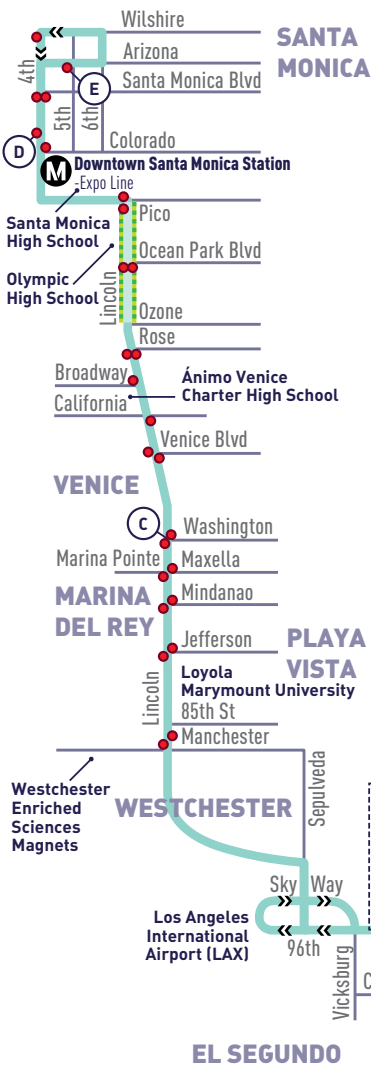 Wilshire
SANTA
MONICA
Arizona
4th
E
Santa Monica Blvd
5th
6th
D
Colorado
M Downtown Santa Monica Station
-Expo Line
Santa Monica
High School
Pico
Olympic
High School
Ocean Park Blvd
Lincoln
Ozone
Rose
Broadway
Ánimo Venice
Charter High School
California
Venice Blvd
VENICE
C
Washington
Marina Pointe
Maxella
MARINA
DEL REY
Mindanao
Jefferson
PLAYA
VISTA
Loyola
Marymount University
Lincoln
85th St
Manchester
Westchester
Enriched
Sciences
Magnets
WESTCHESTER
Sepulveda
Sky Way
Los Angeles
International
Airport (LAX)
96th
Vicksburg
C
EL SEGUNDO